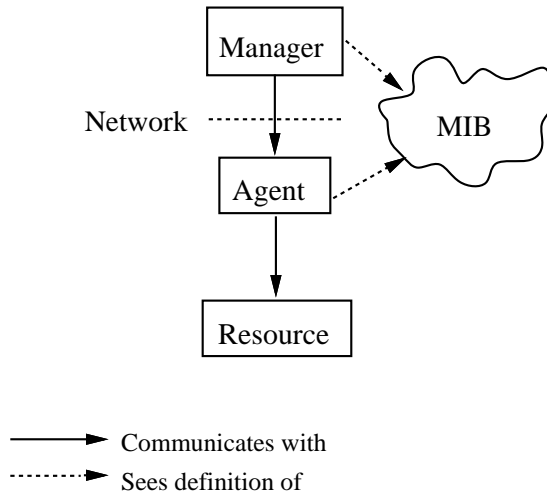 Manager
Network
MIB
Agent
Resource
Communicates with
Sees definition of